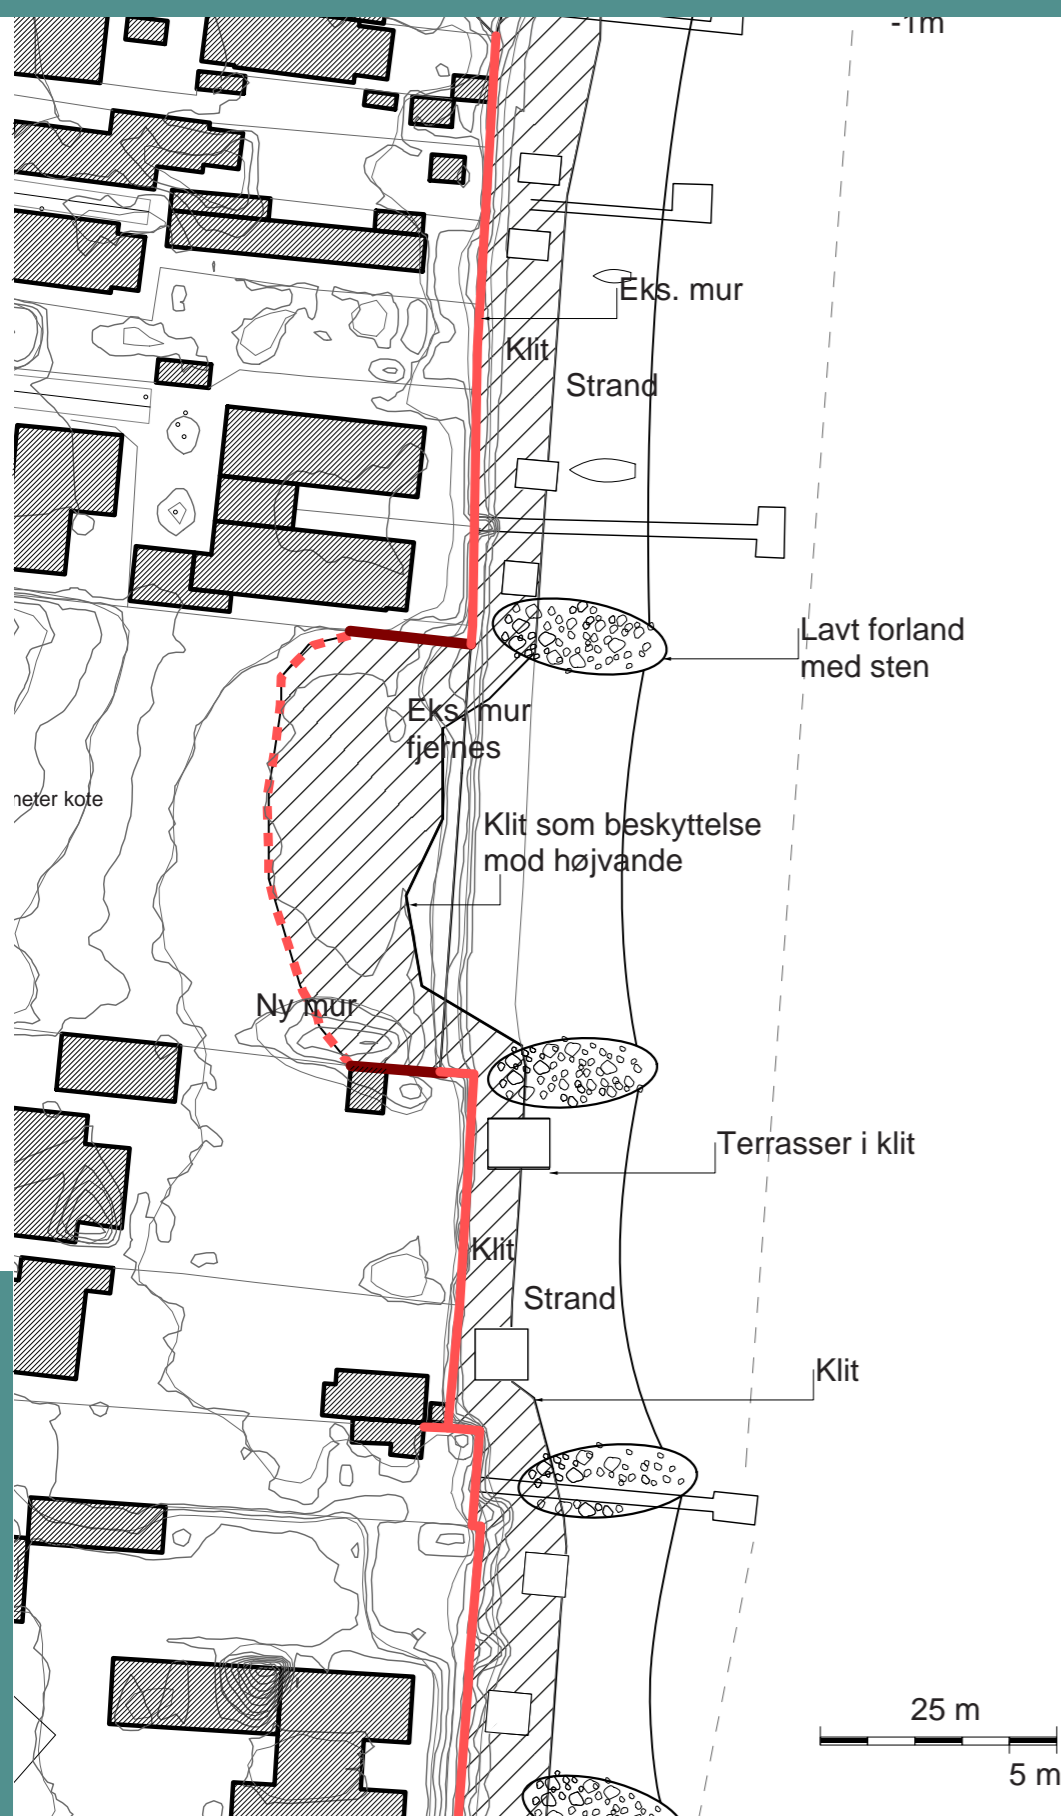 -1m
Eks. mur
Klit
Strand
Lavt forland
med sten
Eks. mur
fjernes
neter kote
Klit som beskyttelse
mod højvande
Ny mur
Terrasser i klit
Klit
Strand
Klit
25 m
5 m